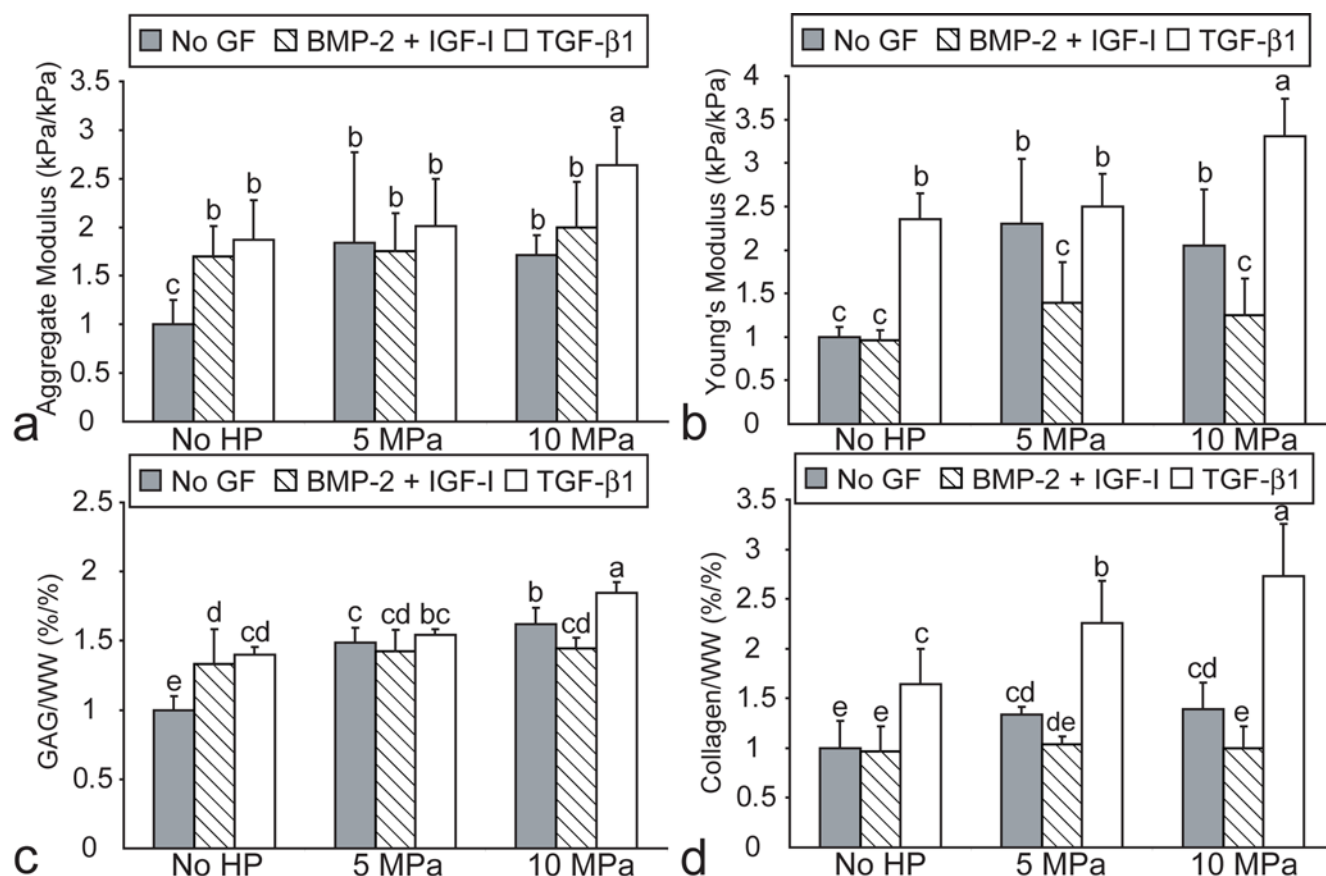 No GF BMP-2 + IGF-I TGF-β1
Aggregate Modulus (kPa/kPa)
3.5
3
2.5
2
1.5
1
0.5
0
c b b b b b b b a
No HP 5 MPa 10 MPa
a
No GF BMP-2 + IGF-I TGF-β1
Young's Modulus (kPa/kPa)
4
3.5
3
2.5
2
1.5
1
0.5
0
c c b b c b b c a
No HP 5 MPa 10 MPa
b
No GF BMP-2 + IGF-I TGF-β1
GAG/WW (%/%)
2.5
2
1.5
1
0.5
0
e d cd c cd bc b cd a
No HP 5 MPa 10 MPa
c
No GF BMP-2 + IGF-I TGF-β1
Collagen/WW (%/%)
3.5
3
2.5
2
1.5
1
0.5
0
e e c cd de b cd e a
No HP 5 MPa 10 MPa
d